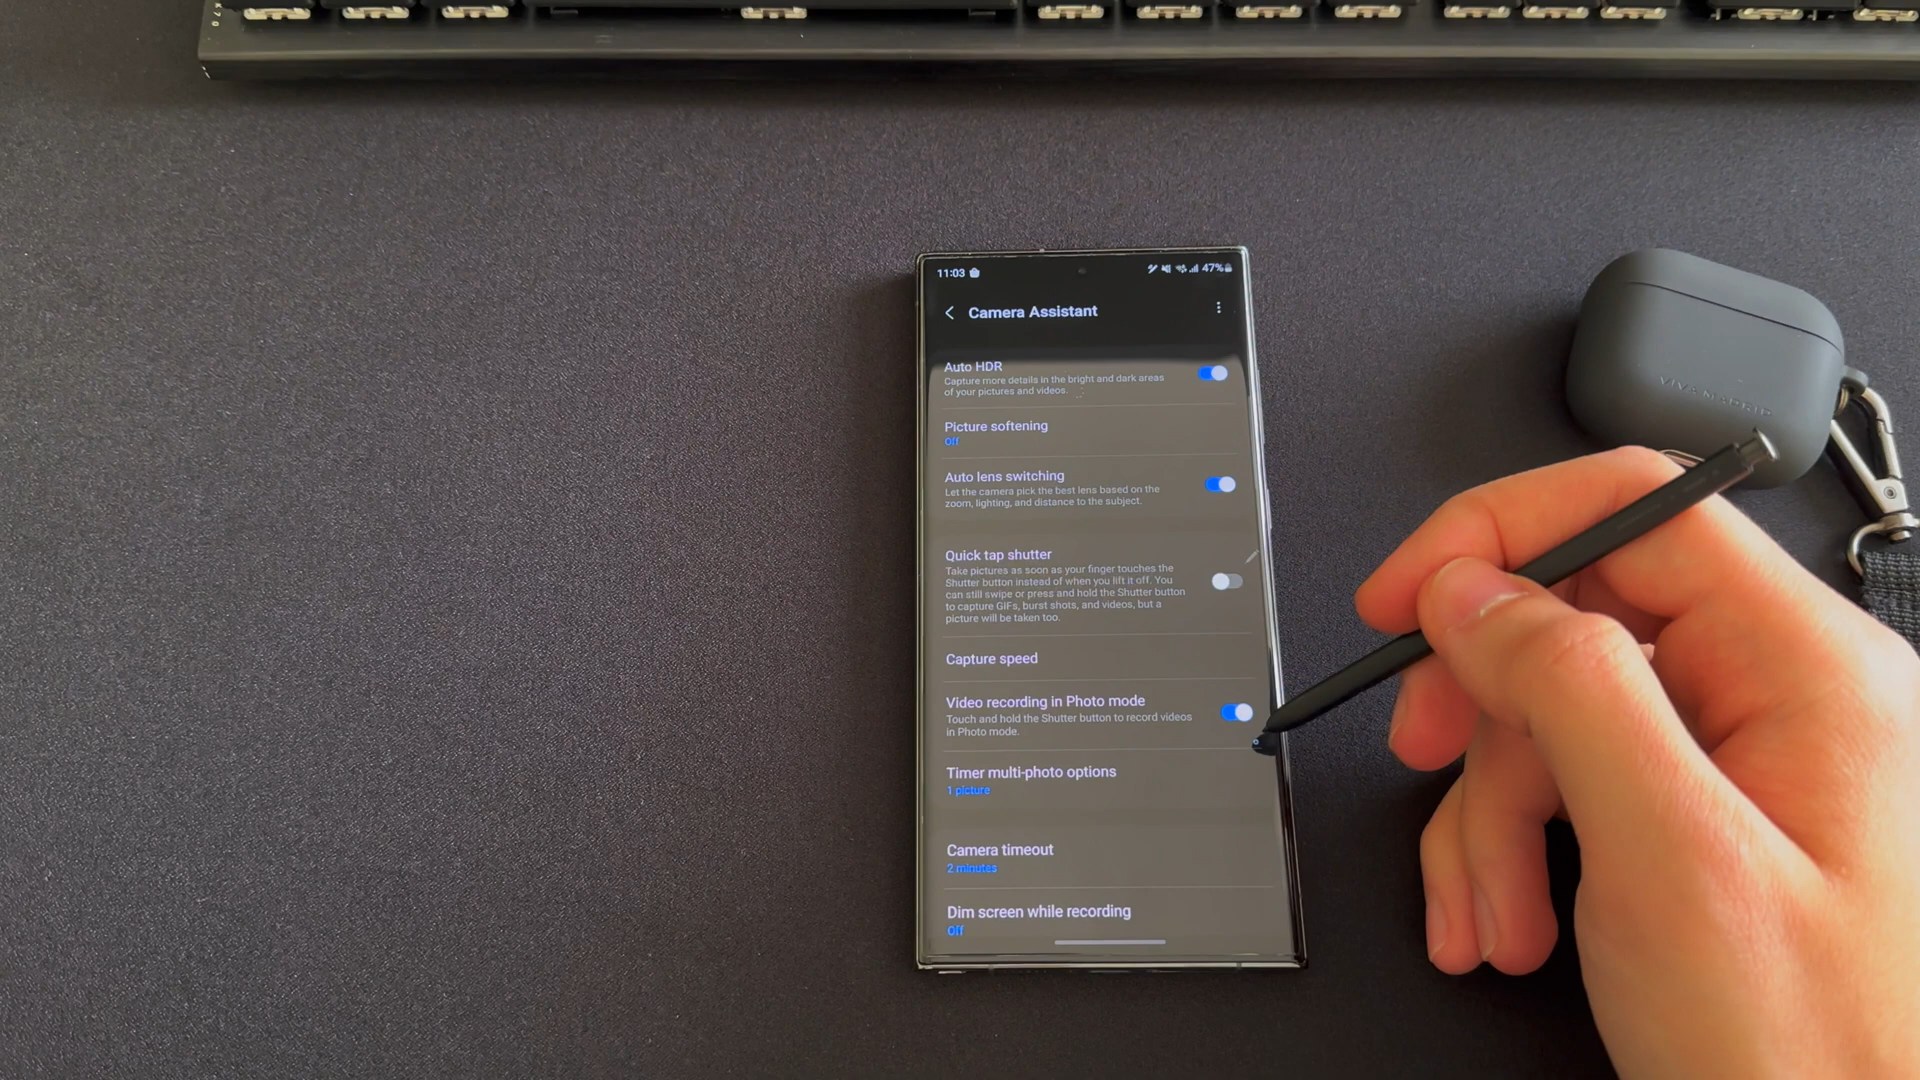 11:03
47%
Camera Assistant
Auto HDR
Capture more details in the bright and dark areas
of your pictures and videos.
Picture softening
Off
Auto lens switching
Let the camera pick the best lens based on the
zoom, lighting, and distance to the subject.
Quick tap shutter
Take pictures as soon as your finger touches the
Shutter button instead of when you lift it off. You
can still swipe or press and hold the Shutter button
to capture GIFs, burst shots, and videos, but a
picture will be taken too.
Capture speed
Video recording in Photo mode
Touch and hold the Shutter button to record videos
in Photo mode.
Timer multi-photo options
1 picture
Camera timeout
2 minutes
Dim screen while recording
Off
VIVA MADRID